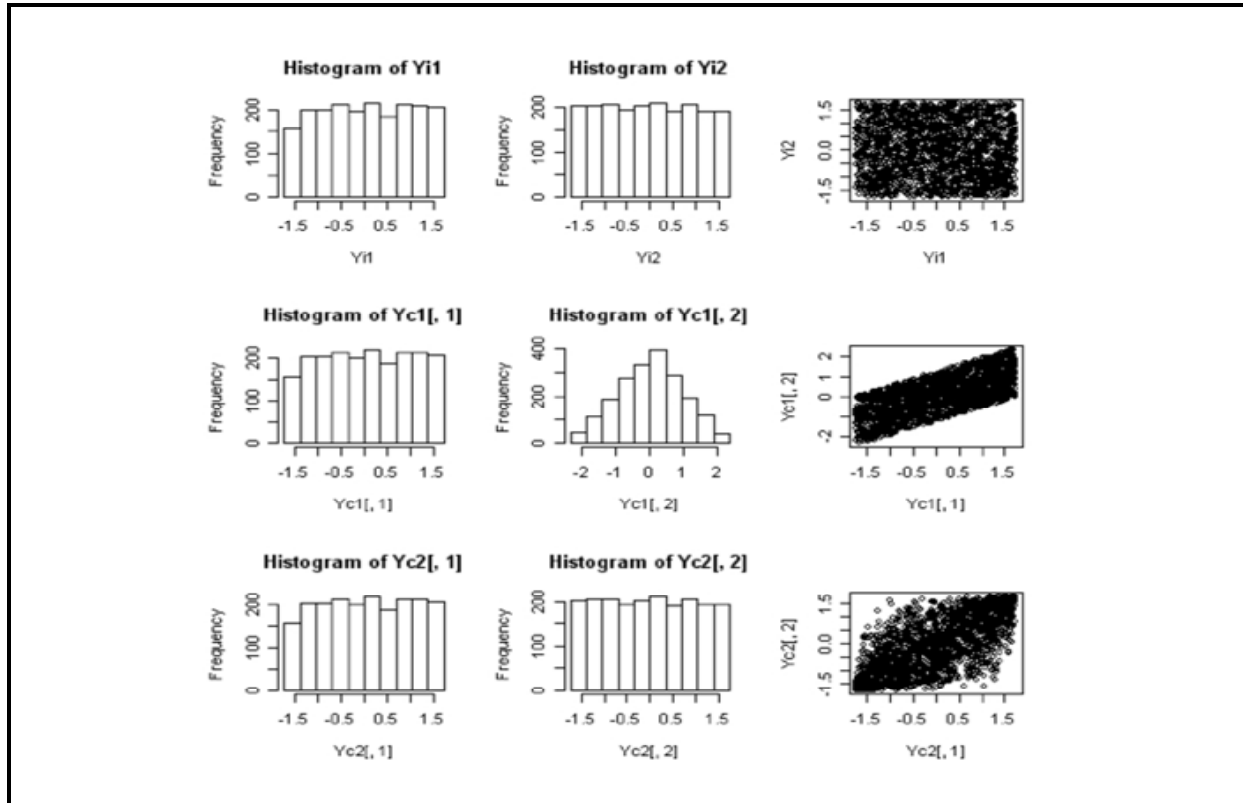 Histogram of Yi1
Frequency
0 100 200
-1.5 -0.5 0.5 1.5
Yi1
Histogram of Yi2
Frequency
0 100 200
-1.5 -0.5 0.5 1.5
Yi2
Yi2
-1.5 0.0 1.5
-1.5 -0.5 0.5 1.5
Yi1
Histogram of Yc1[, 1]
Frequency
0 100 200
-1.5 -0.5 0.5 1.5
Yc1[, 1]
Histogram of Yc1[, 2]
Frequency
0 200 400
-2 -1 0 1 2
Yc1[, 2]
Yc1[, 2]
-2 0 1 2
-1.5 -0.5 0.5 1.5
Yc1[, 1]
Histogram of Yc2[, 1]
Frequency
0 100 200
-1.5 -0.5 0.5 1.5
Yc2[, 1]
Histogram of Yc2[, 2]
Frequency
0 100 200
-1.5 -0.5 0.5 1.5
Yc2[, 2]
Yc2[, 2]
-1.5 0.0 1.5
-1.5 -0.5 0.5 1.5
Yc2[, 1]